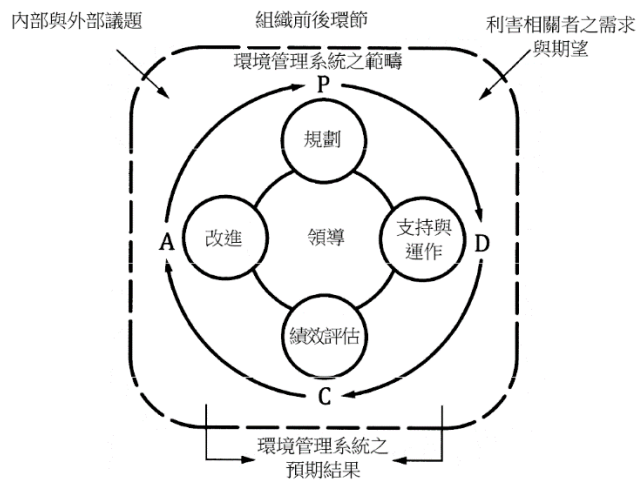 內部與外部議題
組織前後環節
利害相關者之需求
與期望
環境管理系統之範疇
P
規劃
A
改進
領導
支持與
運作
D
績效評估
C
環境管理系統之
預期結果